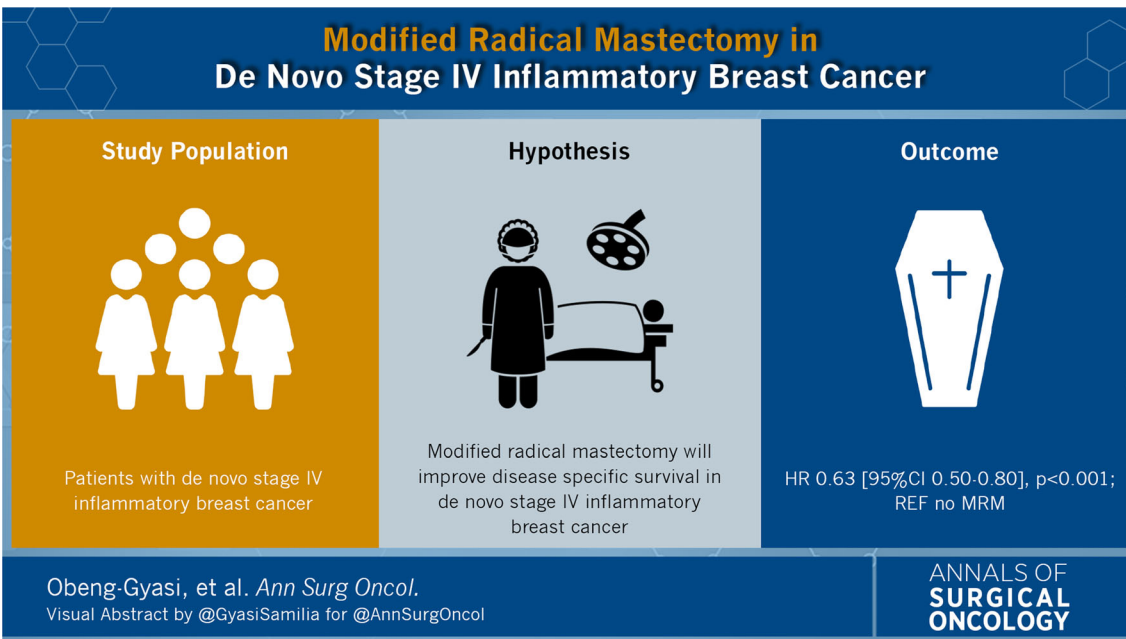 Modified Radical Mastectomy in
De Novo Stage IV Inflammatory Breast Cancer
Study Population
Patients with de novo stage IV
inflammatory breast cancer
Hypothesis
Modified radical mastectomy will
improve disease specific survival in
de novo stage IV inflammatory
breast cancer
Outcome
HR 0.63 [95%CI 0.50-0.80], p<0.001;
REF no MRM
Obeng-Gyasi, et al. Ann Surg Oncol.
Visual Abstract by @GyasiSamilia for @AnnSurgOncol
ANNALS OF
SURGICAL
ONCOLOGY